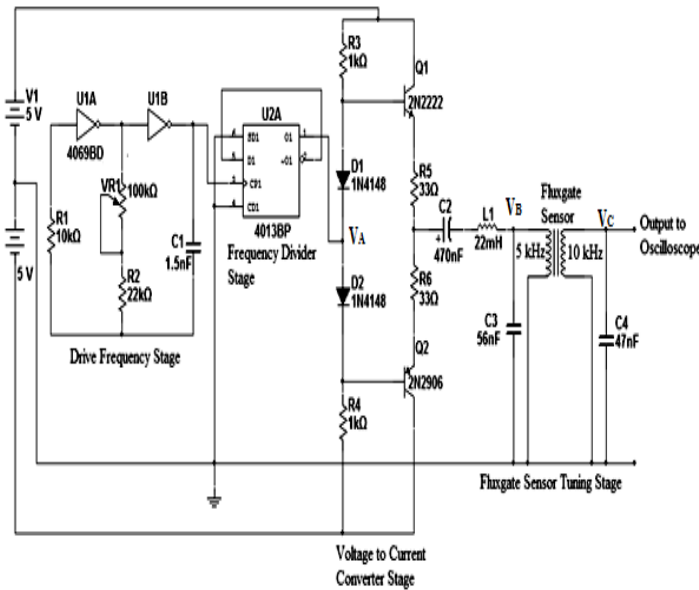 V1
5 V
5 V
U1A
4069BD
U1B
R1
10kΩ
VR1
100kΩ
R2
22kΩ
C1
1.5nF
Drive Frequency Stage
U2A
SD1
D1
CP1
CD1
O1
~O1
4013BP
Frequency Divider
Stage
R3
1kΩ
D1
1N4148
VA
D2
1N4148
R4
1kΩ
Q1
2N2222
R5
33Ω
R6
33Ω
Q2
2N2906
Voltage to Current
Converter Stage
C2
+
470nF
L1
22mH
VB
Fluxgate
Sensor
5 kHz
10 kHz
VC
Output to
Oscilloscope
C3
56nF
C4
47nF
Fluxgate Sensor Tuning Stage